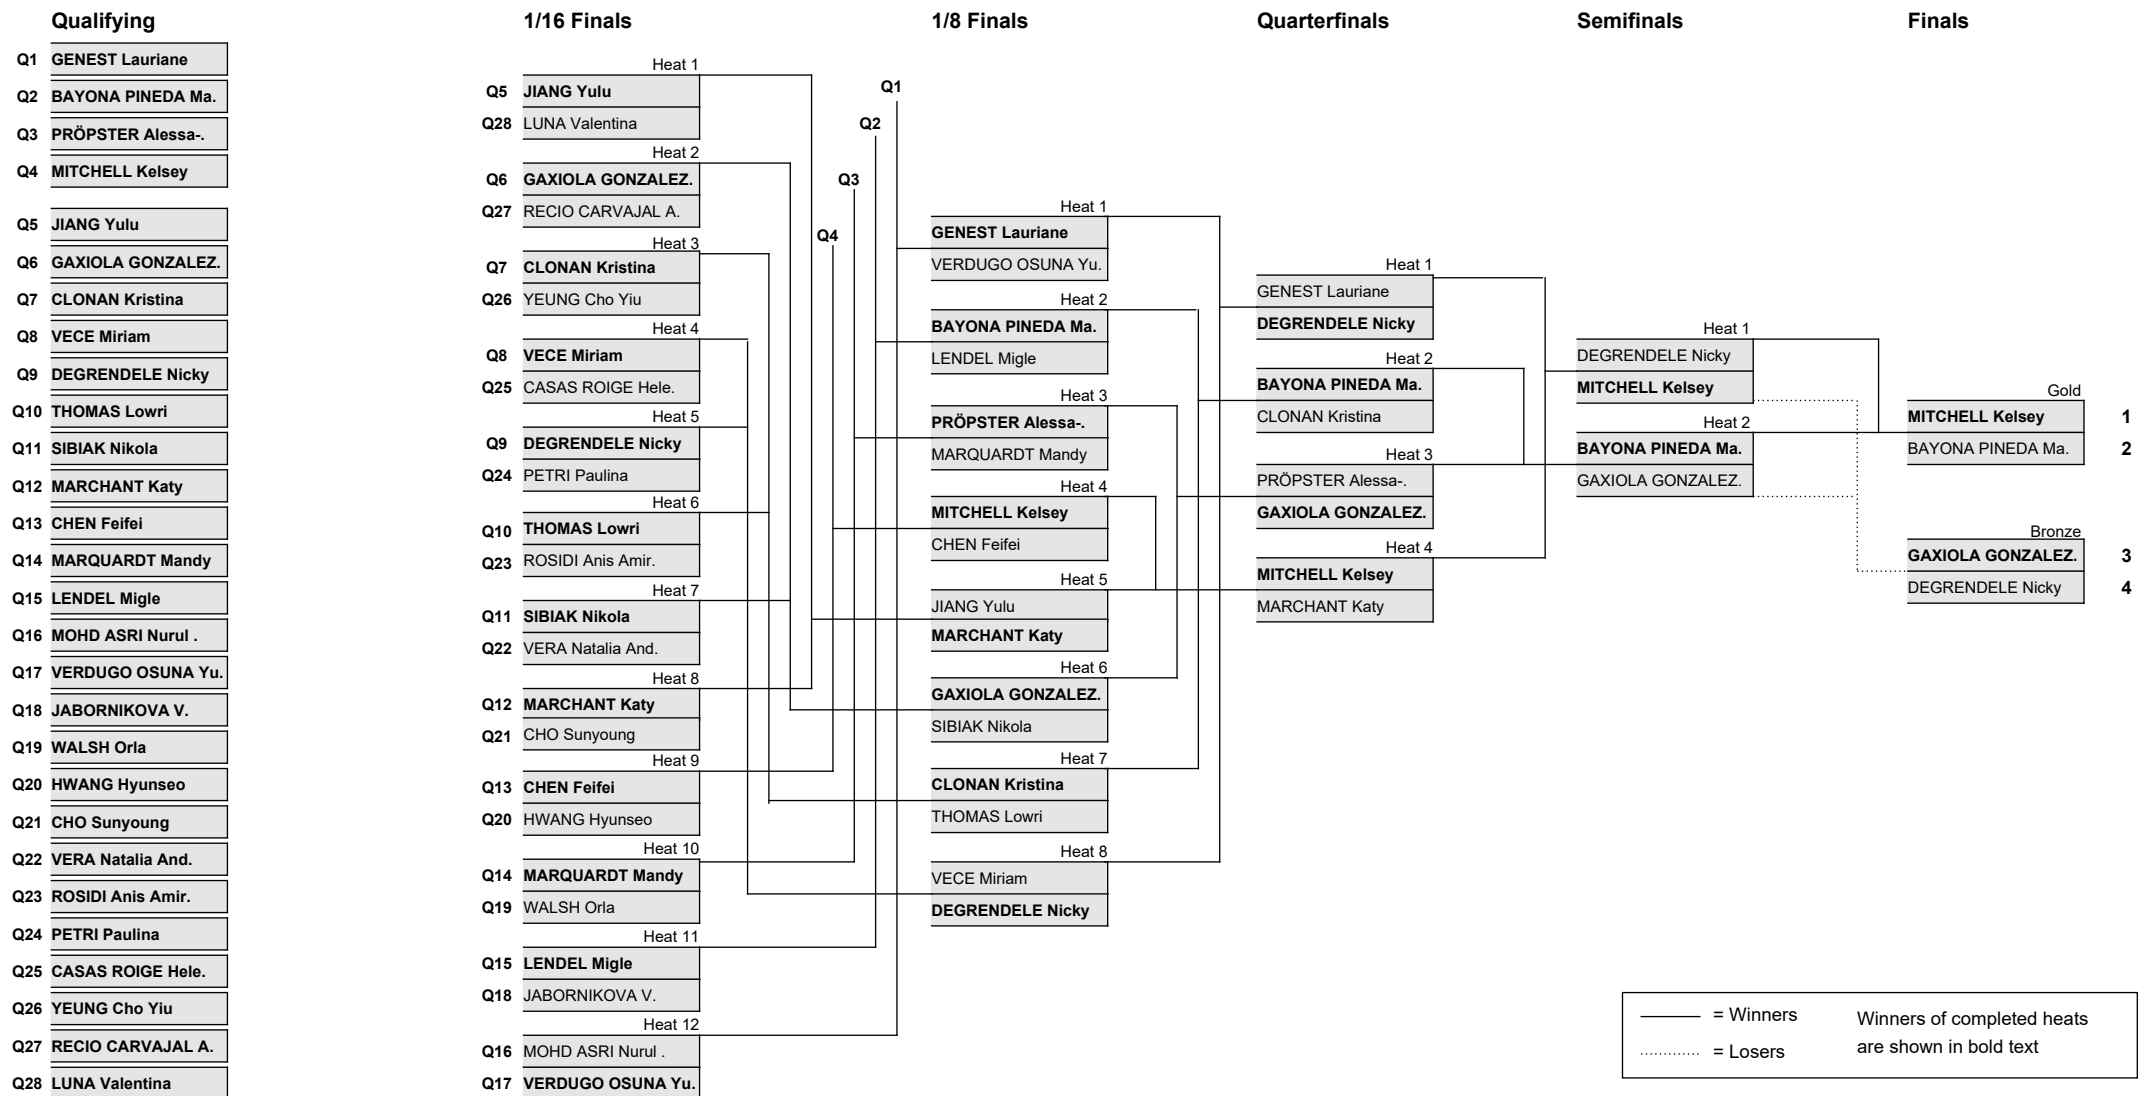 Qualifying
Q1 GENEST Lauriane
Q2 BAYONA PINEDA Ma.
Q3 PRÖPSTER Alessa-.
Q4 MITCHELL Kelsey
Q5 JIANG Yulu
Q6 GAXIOLA GONZALEZ.
Q7 CLONAN Kristina
Q8 VECE Miriam
Q9 DEGRENDELE Nicky
Q10 THOMAS Lowri
Q11 SIBIAK Nikola
Q12 MARCHANT Katy
Q13 CHEN Feifei
Q14 MARQUARDT Mandy
Q15 LENDEL Migle
Q16 MOHD ASRI Nurul .
Q17 VERDUGO OSUNA Yu.
Q18 JABORNIKOVA V.
Q19 WALSH Orla
Q20 HWANG Hyunseo
Q21 CHO Sunyoung
Q22 VERA Natalia And.
Q23 ROSIDI Anis Amir.
Q24 PETRI Paulina
Q25 CASAS ROIGE Hele.
Q26 YEUNG Cho Yiu
Q27 RECIO CARVAJAL A.
Q28 LUNA Valentina
1/16 Finals
Heat 1
Q5 JIANG Yulu
Q28 LUNA Valentina
Heat 2
Q6 GAXIOLA GONZALEZ.
Q27 RECIO CARVAJAL A.
Heat 3
Q7 CLONAN Kristina
Q26 YEUNG Cho Yiu
Heat 4
Q8 VECE Miriam
Q25 CASAS ROIGE Hele.
Heat 5
Q9 DEGRENDELE Nicky
Q24 PETRI Paulina
Heat 6
Q10 THOMAS Lowri
Q23 ROSIDI Anis Amir.
Heat 7
Q11 SIBIAK Nikola
Q22 VERA Natalia And.
Heat 8
Q12 MARCHANT Katy
Q21 CHO Sunyoung
Heat 9
Q13 CHEN Feifei
Q20 HWANG Hyunseo
Heat 10
Q14 MARQUARDT Mandy
Q19 WALSH Orla
Heat 11
Q15 LENDEL Migle
Q18 JABORNIKOVA V.
Heat 12
Q16 MOHD ASRI Nurul .
Q17 VERDUGO OSUNA Yu.
1/8 Finals
Q1
Q2
Q3
Q4
Heat 1
GENEST Lauriane
VERDUGO OSUNA Yu.
Heat 2
BAYONA PINEDA Ma.
LENDEL Migle
Heat 3
PRÖPSTER Alessa-.
MARQUARDT Mandy
Heat 4
MITCHELL Kelsey
CHEN Feifei
Heat 5
JIANG Yulu
MARCHANT Katy
Heat 6
GAXIOLA GONZALEZ.
SIBIAK Nikola
Heat 7
CLONAN Kristina
THOMAS Lowri
Heat 8
VECE Miriam
DEGRENDELE Nicky
Quarterfinals
Heat 1
GENEST Lauriane
DEGRENDELE Nicky
Heat 2
BAYONA PINEDA Ma.
CLONAN Kristina
Heat 3
PRÖPSTER Alessa-.
GAXIOLA GONZALEZ.
Heat 4
MITCHELL Kelsey
MARCHANT Katy
Semifinals
Heat 1
DEGRENDELE Nicky
MITCHELL Kelsey
Heat 2
BAYONA PINEDA Ma.
GAXIOLA GONZALEZ.
Finals
Gold
MITCHELL Kelsey 1
BAYONA PINEDA Ma. 2
Bronze
GAXIOLA GONZALEZ. 3
DEGRENDELE Nicky 4
= Winners
= Losers
Winners of completed heats
are shown in bold text